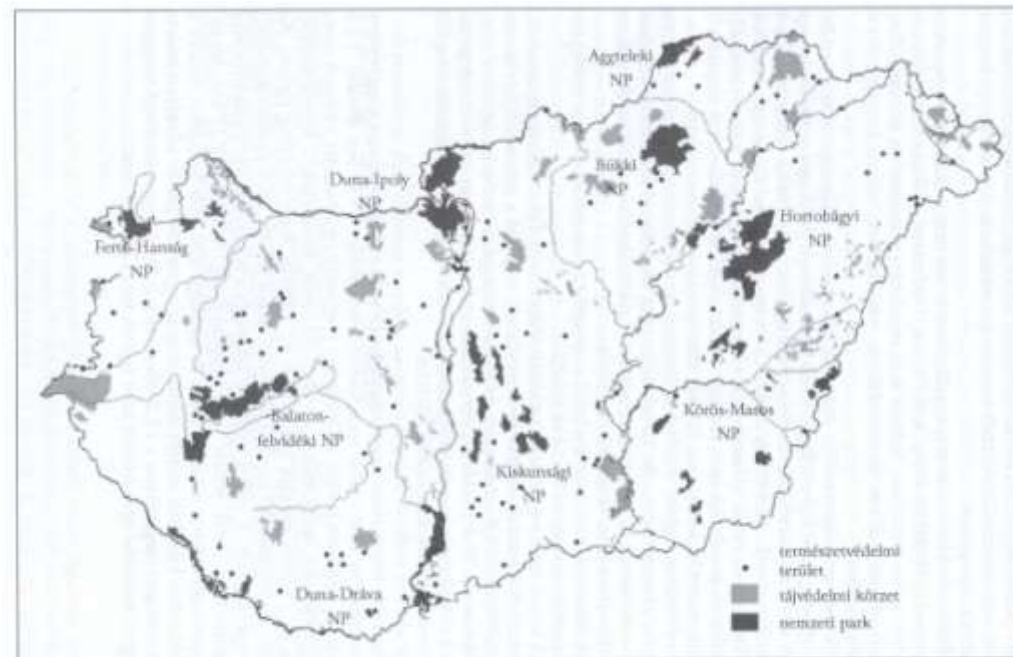 Aggteleki
NP
Bükki
NP
Duna-Ipoly
NP
Hortobágyi
NP
Fertő-Hanság
NP
Körös-Maros
NP
Balaton-
felvidéki NP
Kiskunsági
NP
Duna-Dráva
NP
természetvédelmi
terület
tájvédelmi körzet
nemzeti park